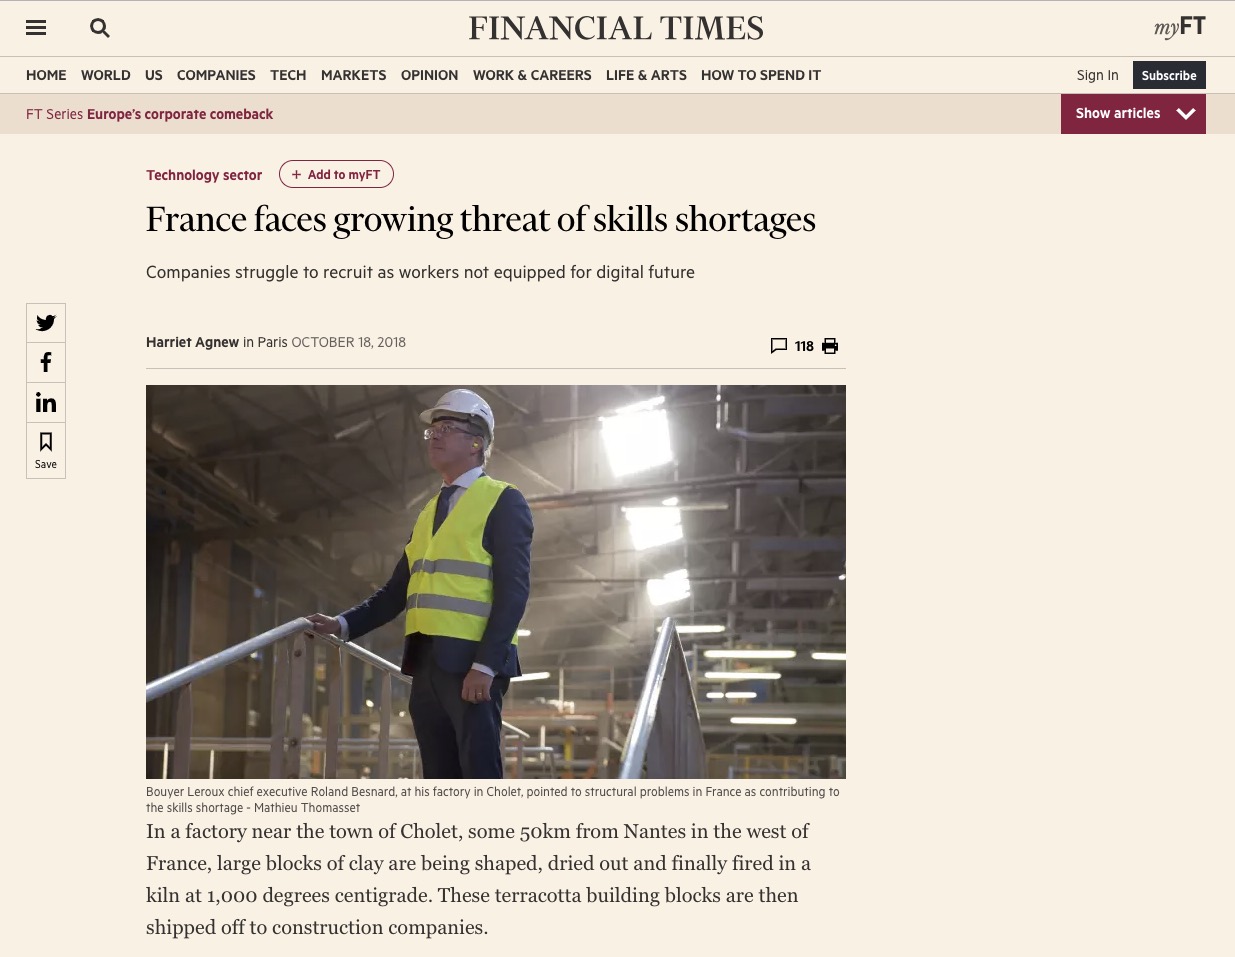 FINANCIAL TIMES
myFT
HOME WORLD US COMPANIES TECH MARKETS OPINION WORK & CAREERS LIFE & ARTS HOW TO SPEND IT
Sign In Subscribe
FT Series Europe's corporate comeback
Show articles
Technology sector
+ Add to myFT
France faces growing threat of skills shortages
Companies struggle to recruit as workers not equipped for digital future
Harriet Agnew in Paris OCTOBER 18, 2018
118
Save
Bouyer Leroux chief executive Roland Besnard, at his factory in Cholet, pointed to structural problems in France as contributing to
the skills shortage - Mathieu Thomasset
In a factory near the town of Cholet, some 50km from Nantes in the west of
France, large blocks of clay are being shaped, dried out and finally fired in a
kiln at 1,000 degrees centigrade. These terracotta building blocks are then
shipped off to construction companies.